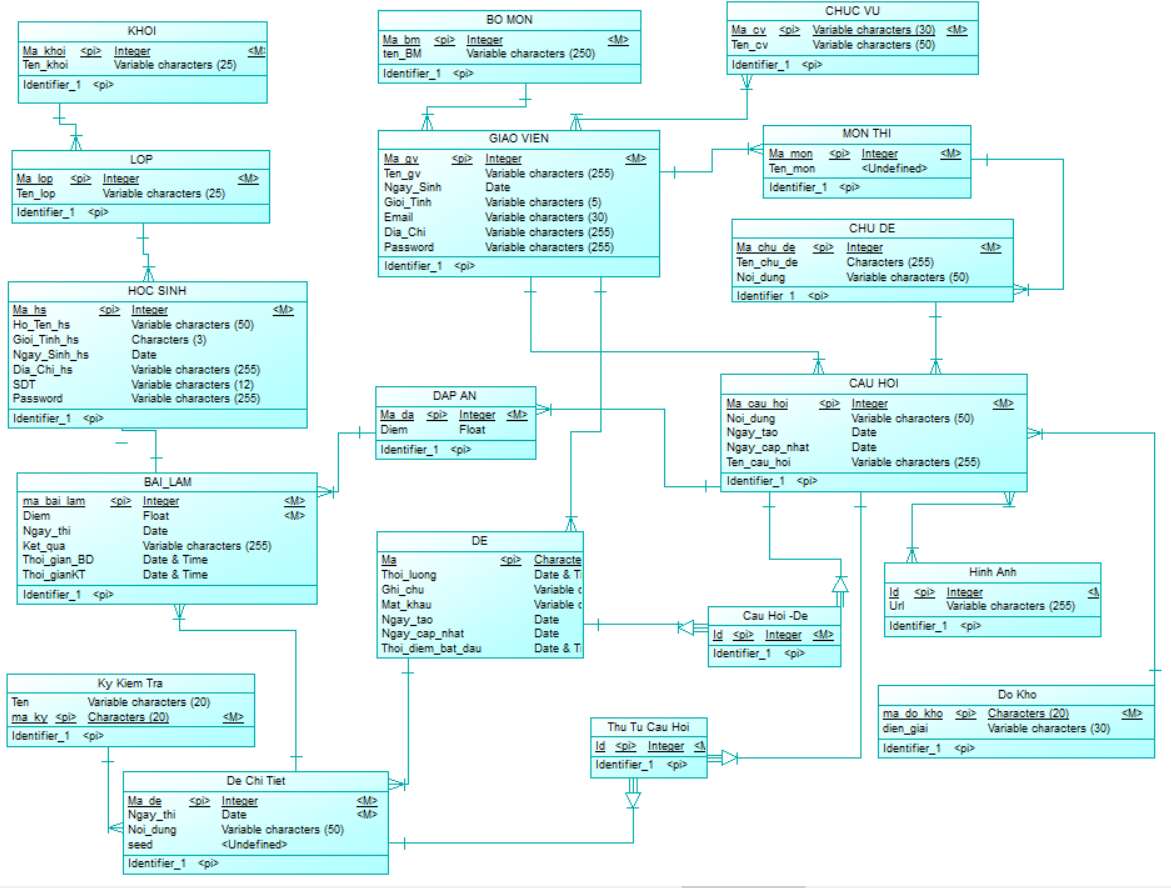 KHOI
Ma_khoi <pi> Integer <M>
Ten_khoi Variable characters (25)
Identifier_1 <pi>
BO MON
Ma_bm <pi> Integer <M>
ten_BM Variable characters (250)
Identifier_1 <pi>
CHUC VU
Ma_cv <pi> Variable characters (30) <M>
Ten_cv Variable characters (50)
Identifier_1 <pi>
LOP
Ma_lop <pi> Integer <M>
Ten_lop Variable characters (25)
Identifier_1 <pi>
GIAO VIEN
Ma_gv <pi> Integer <M>
Ten_gv Variable characters (255)
Ngay_Sinh Date
Gioi_Tinh Variable characters (5)
Email Variable characters (30)
Dia_Chi Variable characters (255)
Password Variable characters (255)
Identifier_1 <pi>
MON THI
Ma_mon <pi> Integer <M>
Ten_mon <Undefined>
Identifier_1 <pi>
CHU DE
Ma_chu_de <pi> Integer <M>
Ten_chu_de Characters (255)
Noi_dung Variable characters (50)
Identifier_1 <pi>
HOC SINH
Ma_hs <pi> Integer <M>
Ho_Ten_hs Variable characters (50)
Gioi_Tinh_hs Characters (3)
Ngay_Sinh_hs Date
Dia_Chi_hs Variable characters (255)
SDT Variable characters (12)
Password Variable characters (255)
Identifier_1 <pi>
DAP AN
Ma_da <pi> Integer <M>
Diem Float
Identifier_1 <pi>
CAU HOI
Ma_cau_hoi <pi> Integer <M>
Noi_dung Variable characters (50)
Ngay_tao Date
Ngay_cap_nhat Date
Ten_cau_hoi Variable characters (255)
Identifier_1 <pi>
BAI_LAM
ma_bai_lam <pi> Integer <M>
Diem Float <M>
Ngay_thi Date
Ket_qua Variable characters (255)
Thoi_gian_BD Date & Time
Thoi_gianKT Date & Time
Identifier_1 <pi>
DE
Ma <pi> Characte
Thoi_luong Date & Ti
Ghi_chu Variable c
Mat_khau Variable c
Ngay_tao Date
Ngay_cap_nhat Date
Thoi_diem_bat_dau Date & Ti
Hinh Anh
Id <pi> Integer <M
Url Variable characters (255)
Identifier_1 <pi>
Cau Hoi -De
Id <pi> Integer <M>
Identifier_1 <pi>
Ky Kiem Tra
Ten Variable characters (20)
ma_ky <pi> Characters (20) <M>
Identifier_1 <pi>
Do Kho
ma_do_kho <pi> Characters (20) <M>
dien_giai Variable characters (30)
Identifier_1 <pi>
Thu Tu Cau Hoi
Id <pi> Integer <M
Identifier_1 <pi>
De Chi Tiet
Ma_de <pi> Integer <M>
Ngay_thi Date <M>
Noi_dung Variable characters (50)
seed <Undefined>
Identifier_1 <pi>